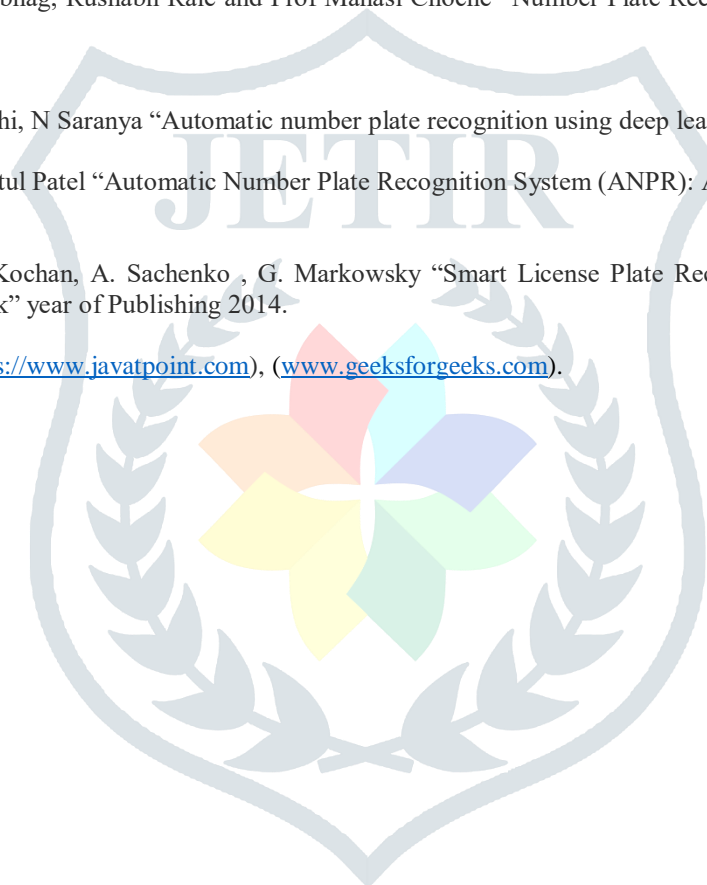 bhag, Rushabh Kale and Prof Manasi Choche “Number Plate Rec
hi, N Saranya “Automatic number plate recognition using deep lea
JETIR
tul Patel “Automatic Number Plate Recognition System (ANPR): A
Kochan, A. Sachenko , G. Markowsky “Smart License Plate Rec
k” year of Publishing 2014.
s://www.javatpoint.com), (www.geeksforgeeks.com).